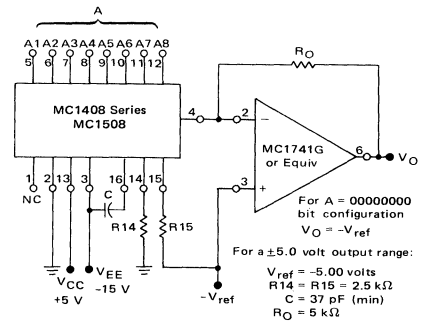 A
A1 A2 A3 A4 A5 A6 A7 A8
5 6 7 8 9 10 11 12
RO
MC1408 Series
MC1508
4
2
−
MC1741G
or Equiv
6
VO
3
+
1 2 13 3 16 14 15
NC
C
R14
R15
VCC
+5 V
VEE
-15 V
-Vref
For A = 00000000
bit configuration
VO = -Vref
For a ±5.0 volt output range:
Vref = -5.00 volts
R14 = R15 = 2.5 kΩ
C = 37 pF (min)
RO = 5 kΩ